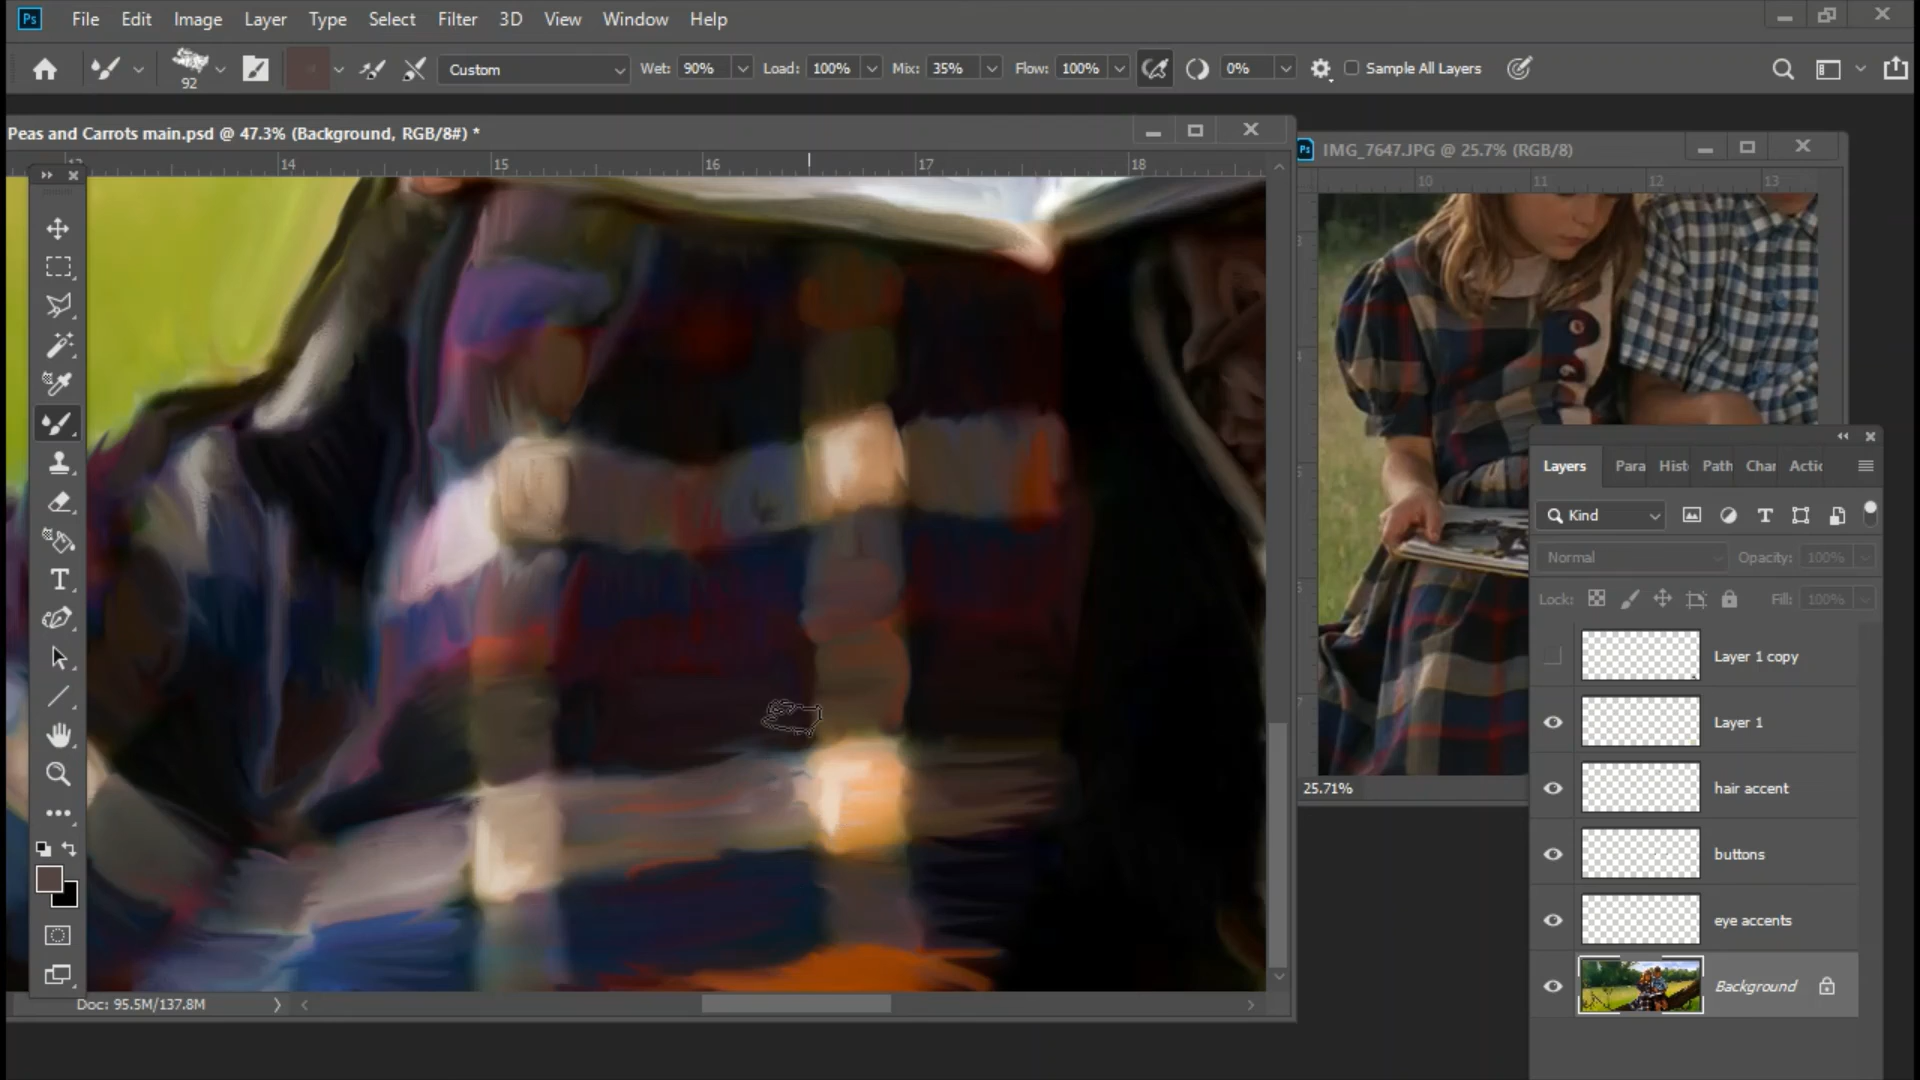 Ps File Edit Image Layer Type Select Filter 3D View Window Help
92 Custom Wet: 90% Load: 100% Mix: 35% Flow: 100% 0% Sample All Layers
Peas and Carrots main.psd @ 47.3% (Background, RGB/8#) *
14 15 16 17 18
Ps IMG_7647.JPG @ 25.7% (RGB/8)
10 11 12 13
25.71%
Layers Para Hist Path Char Actic
Kind
Normal Opacity: 100%
Lock: Fill: 100%
Layer 1 copy
Layer 1
hair accent
buttons
eye accents
Background
Doc: 95.5M/137.8M